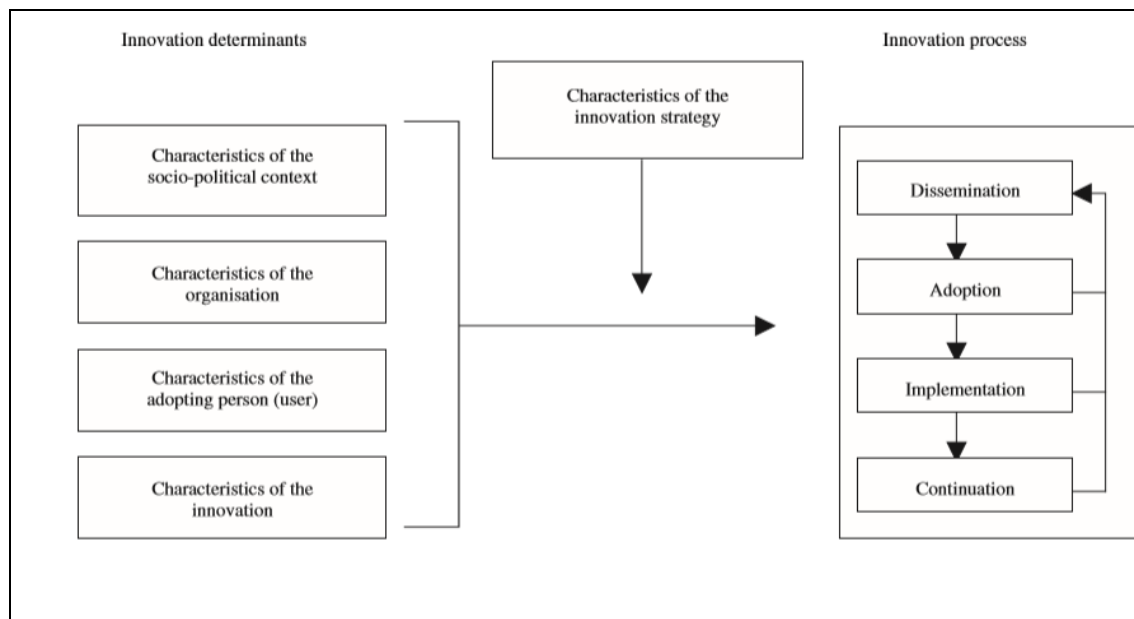 Innovation determinants
Innovation process
Characteristics of the
innovation strategy
Characteristics of the
socio-political context
Characteristics of the
organisation
Characteristics of the
adopting person (user)
Characteristics of the
innovation
Dissemination
Adoption
Implementation
Continuation